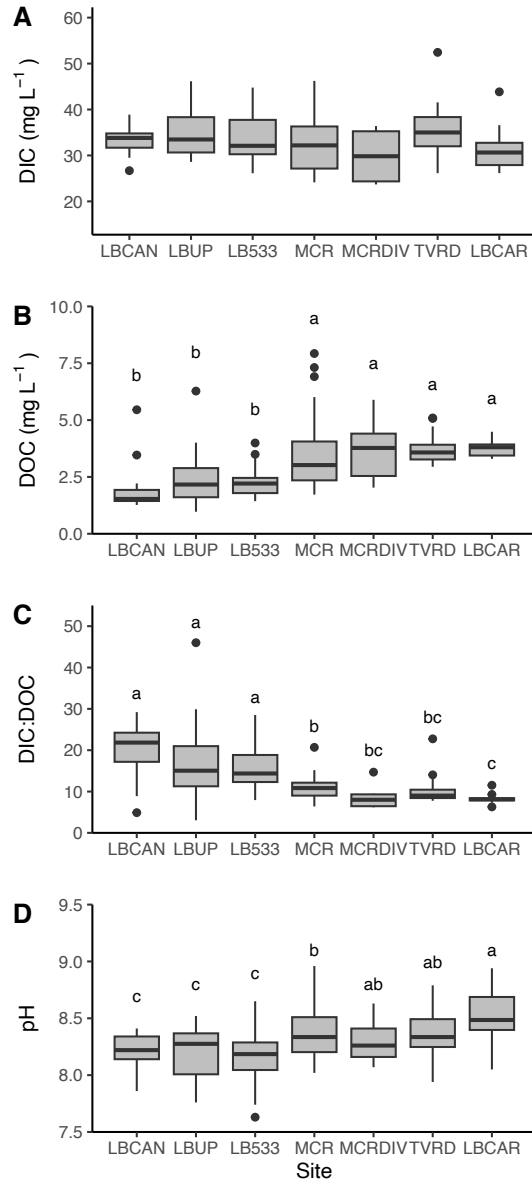 A
DIC (mg L⁻¹)
60
50
40
30
20
LBCAN LBUP LB533 MCR MCRDIV TVRD LBCAR
B
DOC (mg L⁻¹)
10.0
7.5
5.0
2.5
0.0
b b b a a a a
LBCAN LBUP LB533 MCR MCRDIV TVRD LBCAR
C
DIC:DOC
50
40
30
20
10
0
a a a b bc bc c
LBCAN LBUP LB533 MCR MCRDIV TVRD LBCAR
D
pH
9.5
9.0
8.5
8.0
7.5
c c c b ab ab a
LBCAN LBUP LB533 MCR MCRDIV TVRD LBCAR
Site